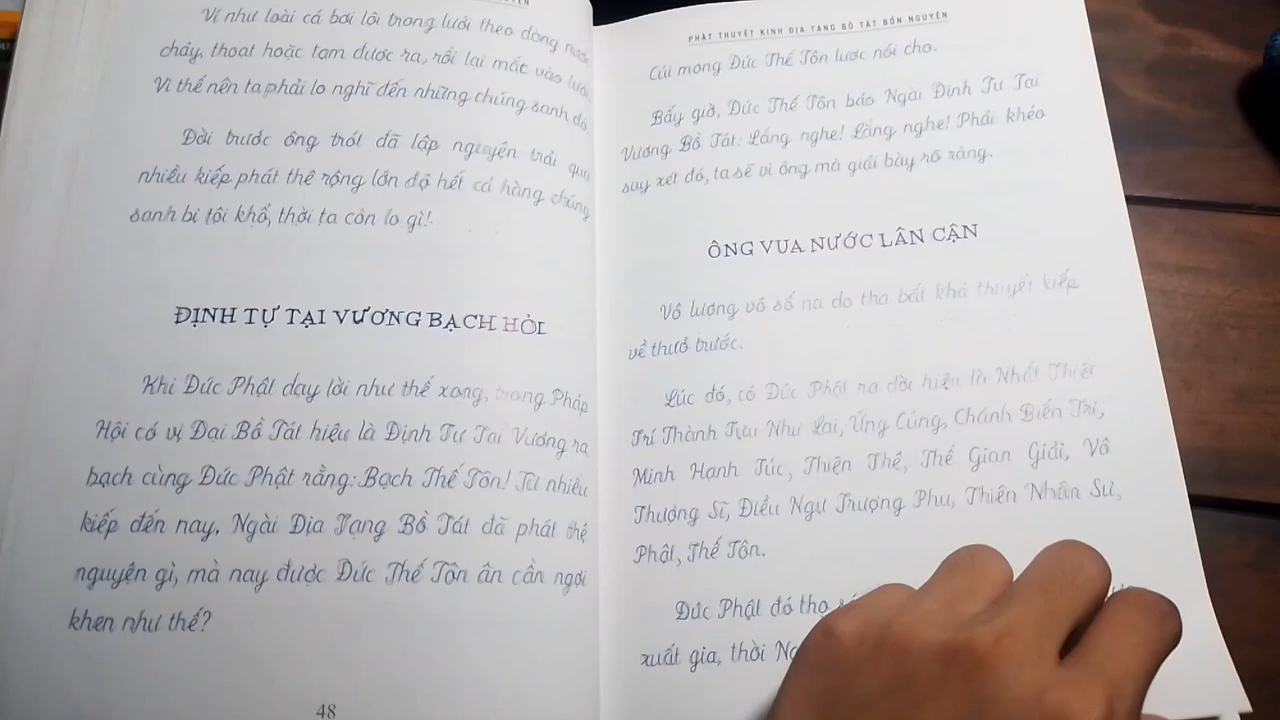 Ví như loài cá bơi lội trong lưới theo dòng nước
chảy, thoạt hoặc tạm được ra, rồi lại mắc vào lưới.
Vì thế nên ta phải lo nghĩ đến những chúng sanh đó.
Đời trước ông trót đã lập nguyện trải qua
nhiều kiếp phát thệ rộng lớn độ hết cả hàng chúng
sanh bị tội khổ, thời ta còn lo gì!
ĐỊNH TỰ TẠI VƯƠNG BẠCH HỎI
Khi Đức Phật dạy lời như thế xong, trong Pháp
Hội có vị Đại Bồ Tát hiệu là Định Tự Tại Vương ra
bạch cùng Đức Phật rằng: Bạch Thế Tôn! Từ nhiều
kiếp đến nay, Ngài Địa Tạng Bồ Tát đã phát thệ
nguyện gì, mà nay được Đức Thế Tôn ân cần ngợi
khen như thế?
48
PHẬT THUYẾT KINH ĐỊA TẠNG BỒ TÁT BỔN NGUYỆN
Cúi mong Đức Thế Tôn lược nói cho.
Bấy giờ, Đức Thế Tôn bảo Ngài Định Tự Tại
Vương Bồ Tát: Lắng nghe! Lắng nghe! Phải khéo
suy xét đó, ta sẽ vì ông mà giải bày rõ ràng.
ÔNG VUA NƯỚC LÂN CẬN
Vô lượng vô số na do tha bất khả thuyết kiếp
về thuở trước.
Lúc đó, có Đức Phật ra đời hiệu là Nhất Thiết
Trí Thành Tựu Như Lai, Ứng Cúng, Chánh Biến Tri,
Minh Hạnh Túc, Thiện Thệ, Thế Gian Giải, Vô
Thượng Sĩ, Điều Ngự Trượng Phu, Thiên Nhân Sư,
Phật, Thế Tôn.
Đức Phật đó thọ
xuất gia, thời